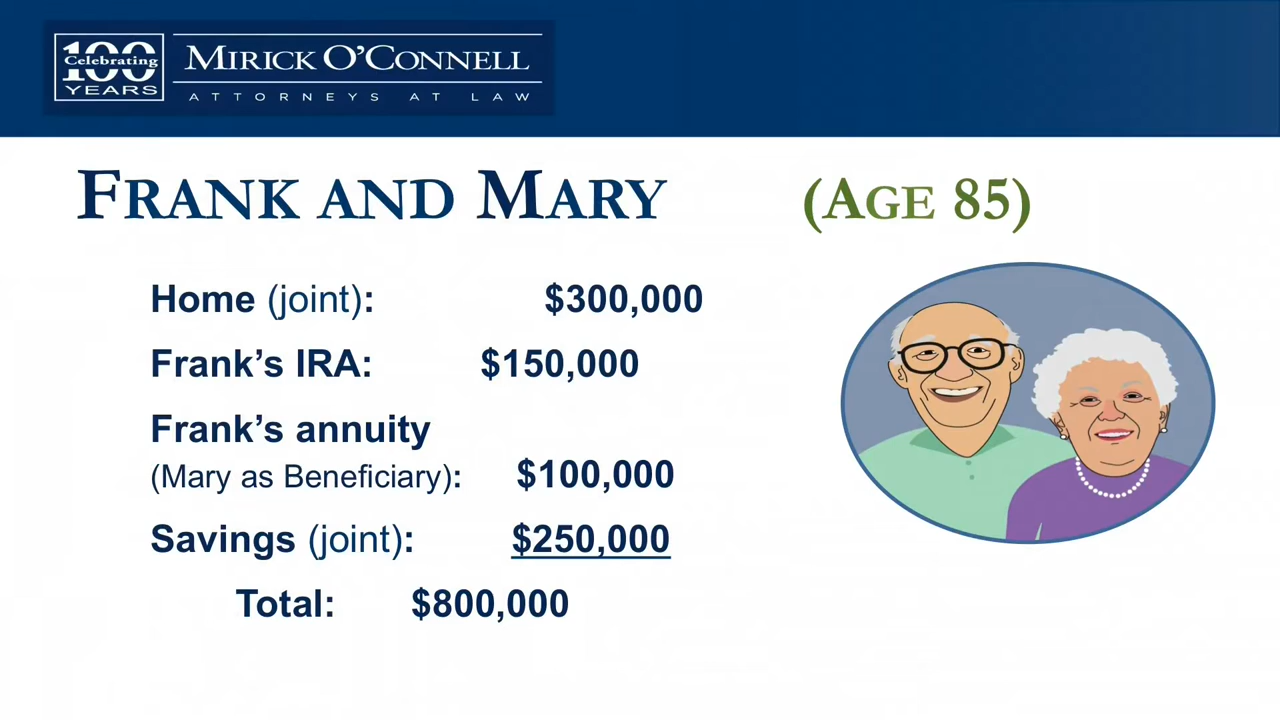 100
Celebrating
YEARS
MIRICK O'CONNELL
ATTORNEYS AT LAW
FRANK AND MARY (AGE 85)
Home (joint): $300,000
Frank's IRA: $150,000
Frank's annuity
(Mary as Beneficiary): $100,000
Savings (joint): $250,000
Total: $800,000